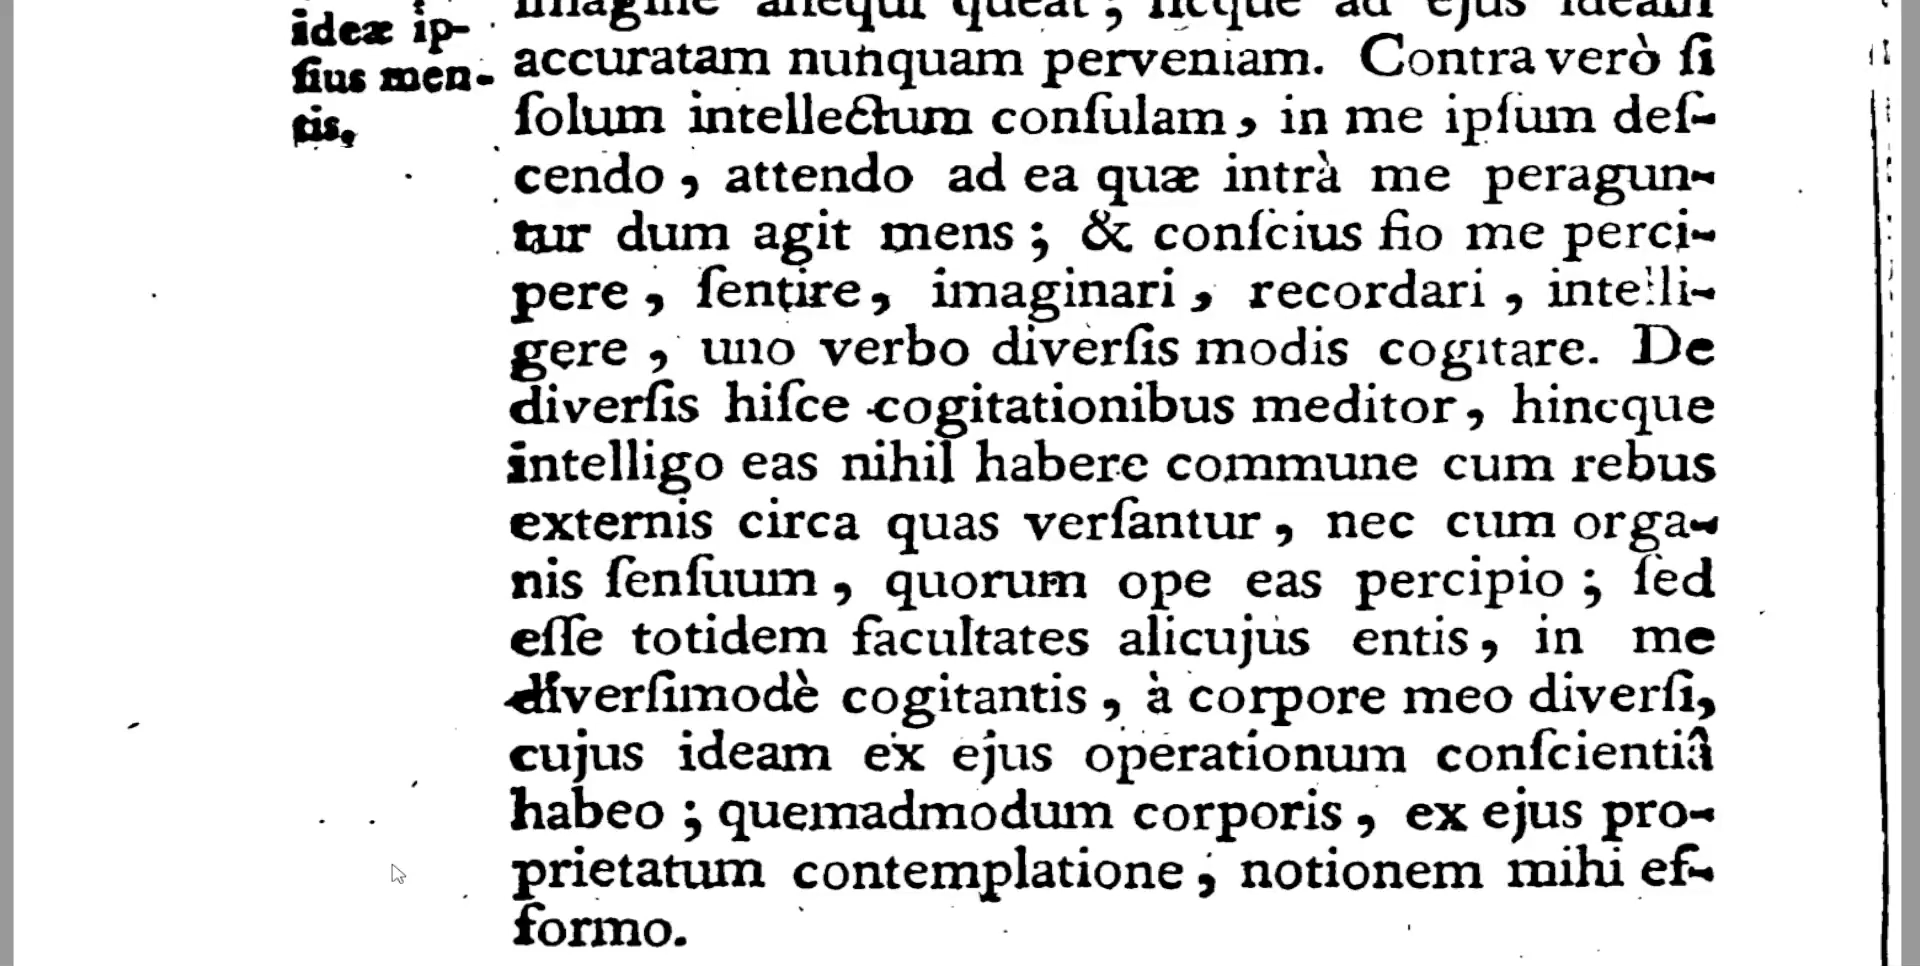 ideæ ip-
ſius men-
tis.
imagine aſſequi queat; ſicque ad ejus ideam
accuratam nunquam perveniam. Contra verò ſi
ſolum intellectum conſulam, in me ipſum deſ-
cendo, attendo ad ea quæ intrà me peragun-
tur dum agit mens; & conſcius fio me perci-
pere, ſentire, imaginari, recordari, intelli-
gere, uno verbo diverſis modis cogitare. De
diverſis hiſce cogitationibus meditor, hincque
intelligo eas nihil habere commune cum rebus
externis circa quas verſantur, nec cum orga-
nis ſenſuum, quorum ope eas percipio; ſed
eſſe totidem facultates alicujus entis, in me
diverſimodè cogitantis, à corpore meo diverſi,
cujus ideam ex ejus operationum conſcientiâ
habeo; quemadmodum corporis, ex ejus pro-
prietatum contemplatione, notionem mihi ef-
formo.